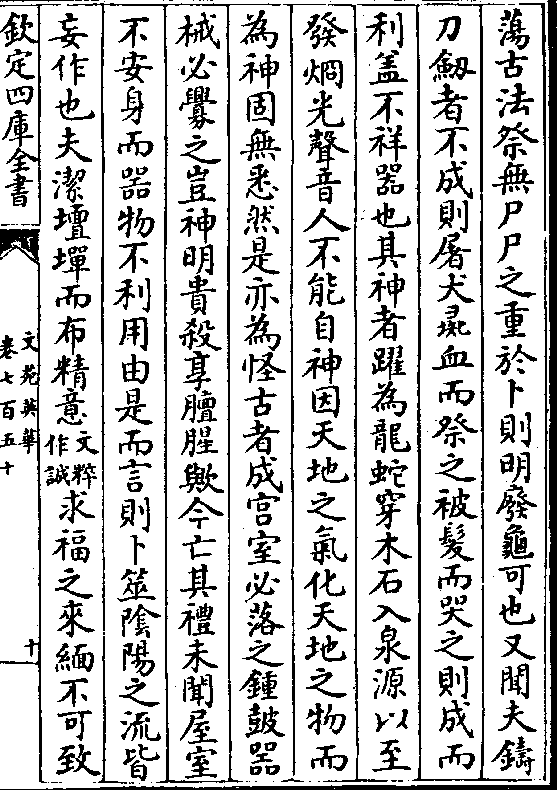 蕩古法祭無尸尸之重於卜則明廢龜可也又聞夫鑄
刀劒者不成則屠犬彘血而祭之被髮而哭之則成而
利盖不祥器也其神者躍為龍蛇穿木石入泉源以至
發烱光聲音人不能自神因天地之氣化天地之物而
為神固無悉然是亦為怪古者成宫室必落之鍾皷器
械必釁之豈神明貴殺享膻腥歟今亡其禮未聞屋室
不安身而器物不利用由是而言則卜筮陰陽之流皆
妄作也夫潔壇墠而布精意文粹作誠求福之來緬不可致
欽定四庫全書
文苑英華
卷七百五十
十